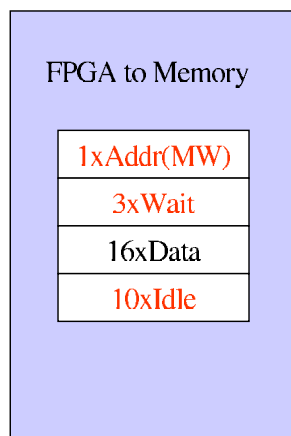 FPGA to Memory
1xAddr(MW)
3xWait
16xData
10xIdle